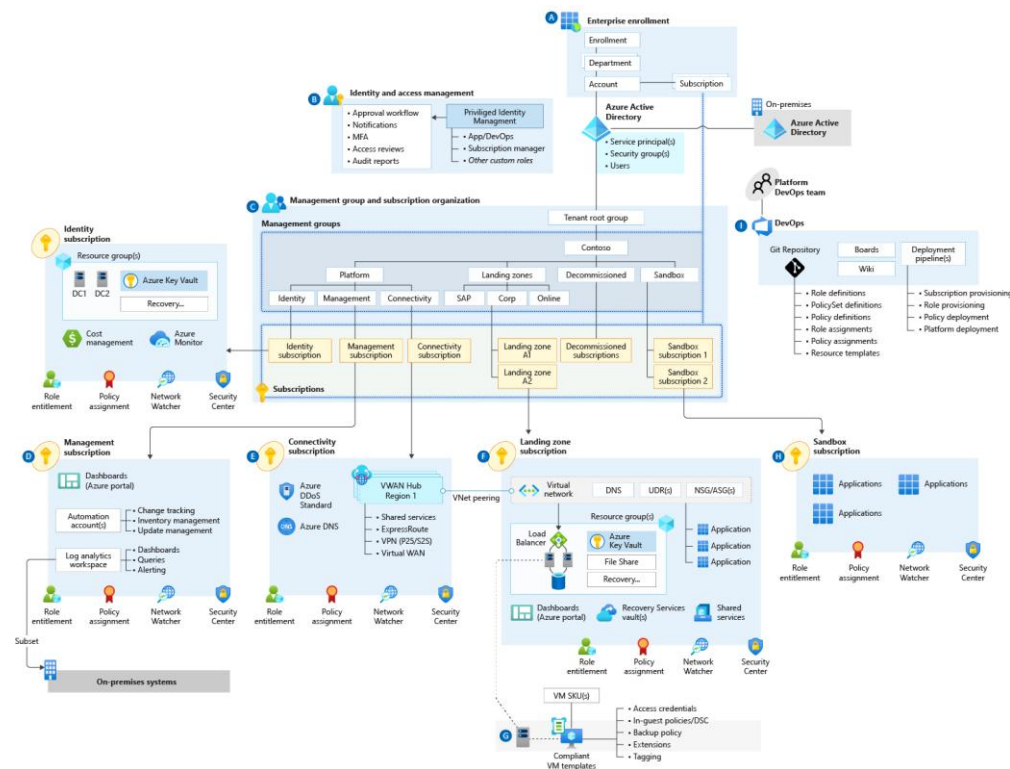 A
Enterprise enrollment
Enrollment
Department
Account
Subscription
B
Identity and access management
• Approval workflow
• Notifications
• MFA
• Access reviews
• Audit reports
Priviliged Identity
Managment
• App/DevOps
• Subscription manager
• Other custom roles
Azure Active
Directory
• Service principal(s)
• Security group(s)
• Users
On-premises
Azure Active
Directory
Platform
DevOps team
I
DevOps
Git Repository
Boards
Wiki
Deployment
pipeline(s)
• Role definitions
• PolicySet definitions
• Policy definitions
• Role assignments
• Policy assignments
• Resource templates
• Subscription provisioning
• Role provisioning
• Policy deployment
• Platform deployment
C
Management group and subscription organization
Management groups
Tenant root group
Contoso
Platform
Landing zones
Decommissioned
Sandbox
Identity
Management
Connectivity
SAP
Corp
Online
Identity
subscription
Management
subscription
Connectivity
subscription
Landing zone
A1
Landing zone
A2
Decommissioned
subscriptions
Sandbox
subscription 1
Sandbox
subscription 2
Subscriptions
Identity
subscription
Resource group(s)
DC1
DC2
Azure Key Vault
Recovery...
Cost
management
Azure
Monitor
Role
entitlement
Policy
assignment
Network
Watcher
Security
Center
D
Management
subscription
Dashboards
(Azure portal)
Automation
account(s)
• Change tracking
• Inventory management
• Update management
Log analytics
workspace
• Dashboards
• Queries
• Alerting
Role
entitlement
Policy
assignment
Network
Watcher
Security
Center
Subset
On-premises systems
E
Connectivity
subscription
Azure
DDoS
Standard
DNS
Azure DNS
VWAN Hub
Region 1
• Shared services
• ExpressRoute
• VPN (P2S/S2S)
• Virtual WAN
VNet peering
Role
entitlement
Policy
assignment
Network
Watcher
Security
Center
F
Landing zone
subscription
Virtual
network
DNS
UDR(s)
NSG/ASG(s)
Resource group(s)
Load
Balancer
Azure
Key Vault
File Share
Recovery...
Application
Application
Application
Dashboards
(Azure portal)
Recovery Services
vault(s)
Shared
services
Role
entitlement
Policy
assignment
Network
Watcher
Security
Center
H
Sandbox
subscription
Applications
Applications
Applications
Role
entitlement
Policy
assignment
Network
Watcher
Security
Center
G
VM SKU(s)
Compliant
VM templates
• Access credentials
• In-guest policies/DSC
• Backup policy
• Extensions
• Tagging